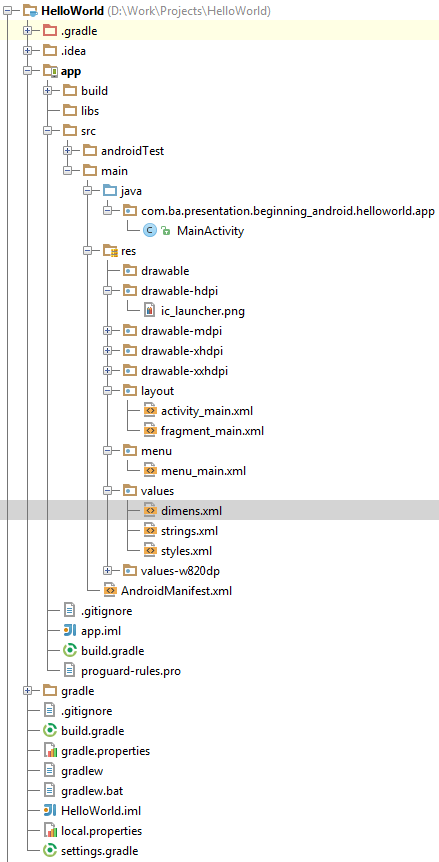 HelloWorld (D:\Work\Projects\HelloWorld)
.gradle
.idea
app
build
libs
src
androidTest
main
java
com.ba.presentation.beginning_android.helloworld.app
MainActivity
res
drawable
drawable-hdpi
ic_launcher.png
drawable-mdpi
drawable-xhdpi
drawable-xxhdpi
layout
activity_main.xml
fragment_main.xml
menu
menu_main.xml
values
dimens.xml
strings.xml
styles.xml
values-w820dp
AndroidManifest.xml
.gitignore
app.iml
build.gradle
proguard-rules.pro
gradle
.gitignore
build.gradle
gradle.properties
gradlew
gradlew.bat
HelloWorld.iml
local.properties
settings.gradle